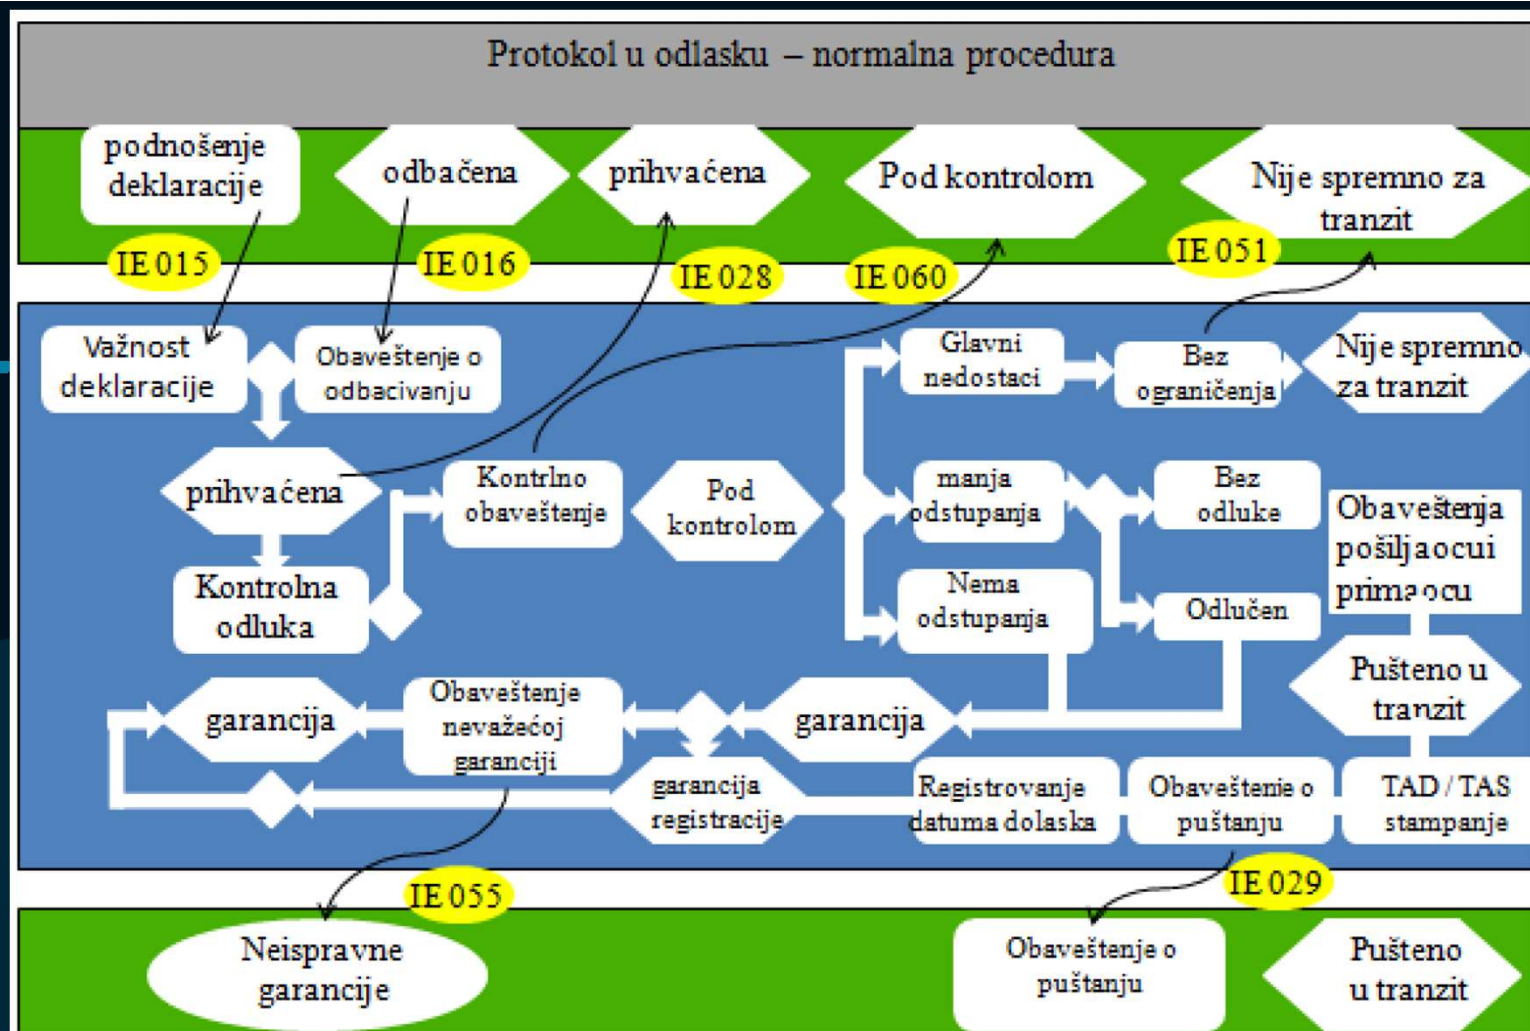 Protokol u odlasku – normalna procedura
podnošenje
deklaracije
odbačena
prihvaćena
Pod kontrolom
Nije spremno za
tranzit
IE 015
IE 016
IE 028
IE 060
IE 051
Važnost
deklaracije
Obaveštenje o
odbacivanju
Glavni
nedostaci
Bez
ograničenja
Nije spremno
za tranzit
prihvaćena
Kontrlno
obaveštenje
Pod
kontrolom
manja
odstupanja
Bez
odluke
Obaveštenja
pošiljaocui
primaocu
Kontrolna
odluka
Nema
odstupanja
Odlučen
garancija
Obaveštenje
nevažećoj
garanciji
garancija
Pušteno u
tranzit
garancija
registracije
Registrovanje
datuma dolaska
Obaveštenie o
puštanju
TAD / TAS
stampanje
IE 055
IE 029
Neispravne
garancije
Obaveštenje o
puštanju
Pušteno
u tranzit